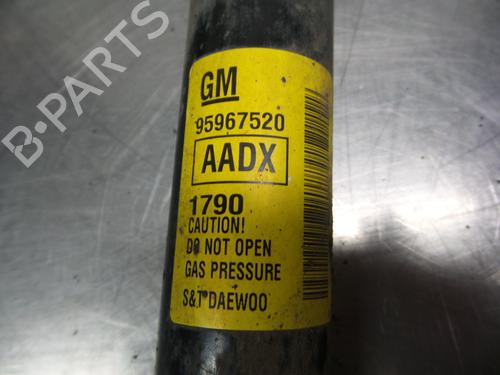 GM
95967520
AADX
1790
CAUTION!
DO NOT OPEN
GAS PRESSURE
S&T DAEWOO
B-PARTS